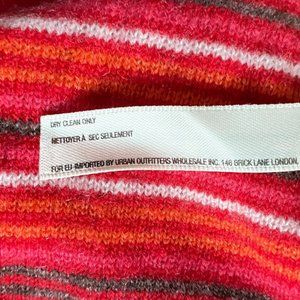 DRY CLEAN ONLY
NETTOYER À SEC SEULEMENT
FOR EU-IMPORTED BY URBAN OUTFITTERS WHOLESALE INC. 146 BRICK LANE LONDON,